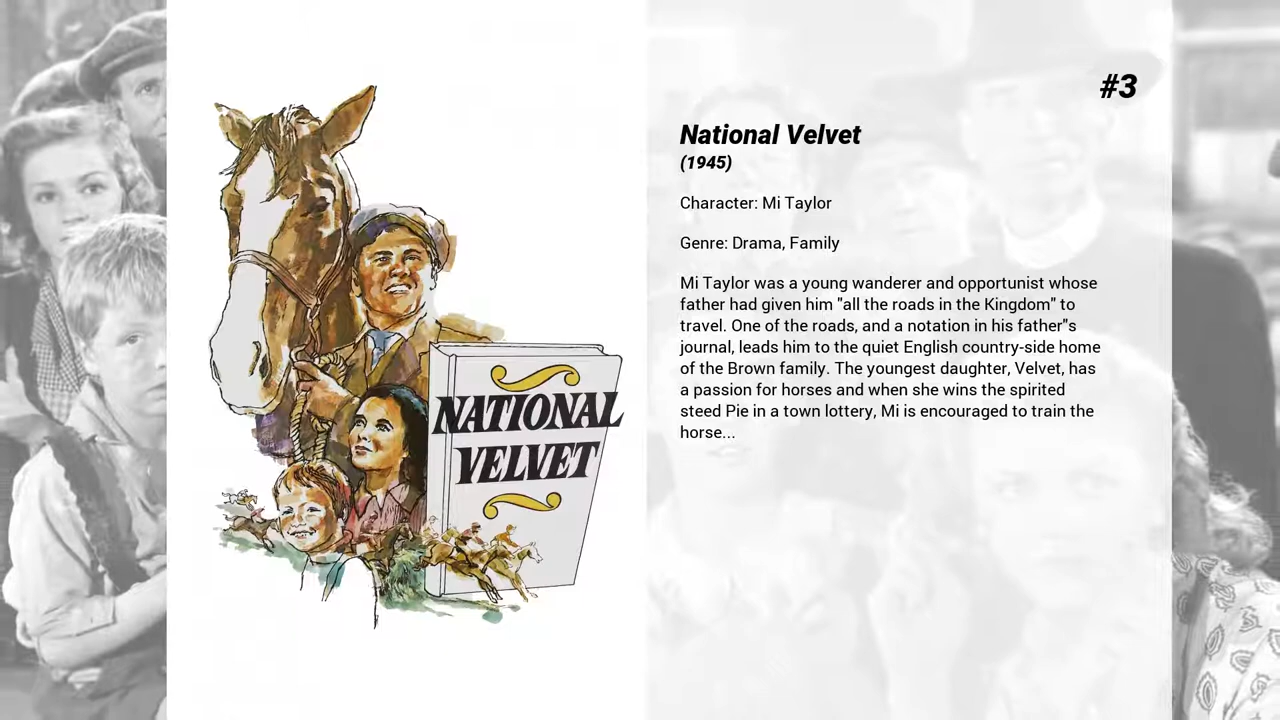 #3
National Velvet
(1945)
Character: Mi Taylor
Genre: Drama, Family
Mi Taylor was a young wanderer and opportunist whose
father had given him "all the roads in the Kingdom" to
travel. One of the roads, and a notation in his father"s
journal, leads him to the quiet English country-side home
of the Brown family. The youngest daughter, Velvet, has
a passion for horses and when she wins the spirited
steed Pie in a town lottery, Mi is encouraged to train the
horse...
NATIONAL
VELVET